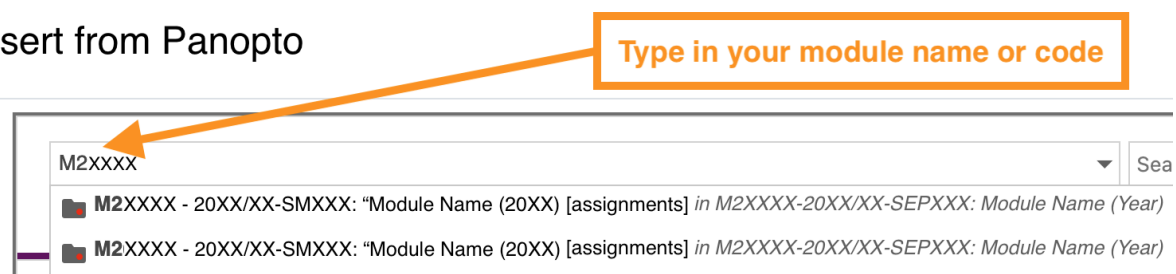 sert from Panopto
Type in your module name or code
M2XXXX
Sea
M2XXXX - 20XX/XX-SMXXX: “Module Name (20XX) [assignments] in M2XXXX-20XX/XX-SEPXXX: Module Name (Year)
M2XXXX - 20XX/XX-SMXXX: “Module Name (20XX) [assignments] in M2XXXX-20XX/XX-SEPXXX: Module Name (Year)